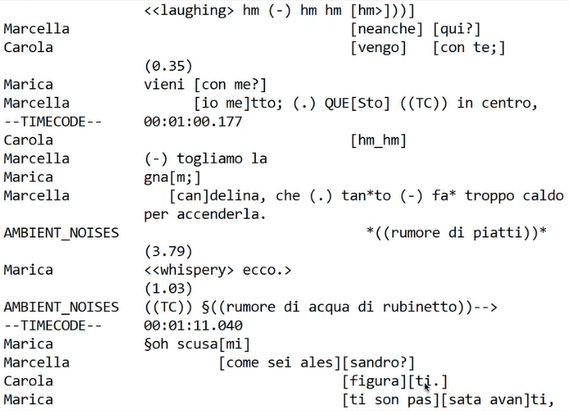 <<laughing> hm (-) hm hm [hm>]))]
Marcella [neanche] [qui?]
Carola [vengo] [con te;]
(0.35)
Marica vieni [con me?]
Marcella [io me]tto; (.) QUE[Sto] ((TC)) in centro,
--TIMECODE-- 00:01:00.177
Carola [hm_hm]
Marcella (-) togliamo la
Marica gna[m;]
Marcella [can]delina, che (.) tan*to (-) fa* troppo caldo
per accenderla.
AMBIENT_NOISES *((rumore di piatti))*
(3.79)
Marica <<whispery> ecco.>
(1.03)
AMBIENT_NOISES ((TC)) §((rumore di acqua di rubinetto))-->
--TIMECODE-- 00:01:11.040
Marica §oh scusa[mi]
Marcella [come sei ales][sandro?]
Carola [figura][ti.]
Marica [ti son pas][sata avan]ti,